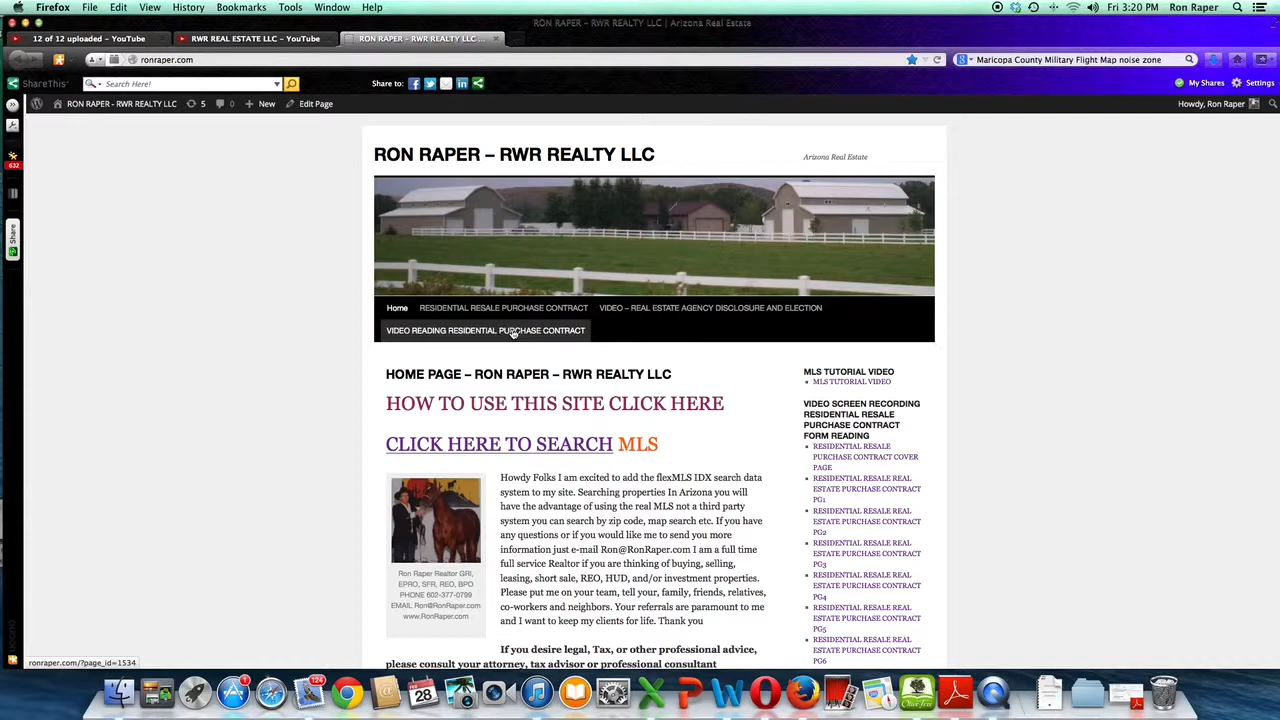 Firefox File Edit View History Bookmarks Tools Window Help Fri 3:20 PM Ron Raper
RON RAPER - RWR REALTY LLC | Arizona Real Estate
12 of 12 uploaded - YouTube RWR REAL ESTATE LLC - YouTube RON RAPER - RWR REALTY LLC ...
ronraper.com Maricopa County Military Flight Map noise zone
ShareThis Search Here! Share to: My Shares Settings
RON RAPER - RWR REALTY LLC 5 0 New Edit Page Howdy, Ron Raper
632
Share
RON RAPER – RWR REALTY LLC
Arizona Real Estate
Home RESIDENTIAL RESALE PURCHASE CONTRACT VIDEO – REAL ESTATE AGENCY DISCLOSURE AND ELECTION
VIDEO READING RESIDENTIAL PURCHASE CONTRACT
HOME PAGE – RON RAPER – RWR REALTY LLC
HOW TO USE THIS SITE CLICK HERE
CLICK HERE TO SEARCH MLS
Ron Raper Realtor GRI,
EPRO, SFR, REO, BPO
PHONE 602-377-0799
EMAIL Ron@RonRaper.com
www.RonRaper.com
Howdy Folks I am excited to add the flexMLS IDX search data
system to my site. Searching properties In Arizona you will
have the advantage of using the real MLS not a third party
system you can search by zip code, map search etc. If you have
any questions or if you would like me to send you more
information just e-mail Ron@RonRaper.com I am a full time
full service Realtor if you are thinking of buying, selling,
leasing, short sale, REO, HUD, and/or investment properties.
Please put me on your team, tell your, family, friends, relatives,
co-workers and neighbors. Your referrals are paramount to me
and I want to keep my clients for life. Thank you
If you desire legal, Tax, or other professional advice,
please consult your attorney, tax advisor or professional consultant
MLS TUTORIAL VIDEO
MLS TUTORIAL VIDEO
VIDEO SCREEN RECORDING
RESIDENTIAL RESALE
PURCHASE CONTRACT
FORM READING
RESIDENTIAL RESALE
PURCHASE CONTRACT COVER
PAGE
RESIDENTIAL RESALE REAL
ESTATE PURCHASE CONTRACT
PG1
RESIDENTIAL RESALE REAL
ESTATE PURCHASE CONTRACT
PG2
RESIDENTIAL RESALE REAL
ESTATE PURCHASE CONTRACT
PG3
RESIDENTIAL RESALE REAL
ESTATE PURCHASE CONTRACT
PG4
RESIDENTIAL RESALE REAL
ESTATE PURCHASE CONTRACT
PG5
RESIDENTIAL RESALE REAL
ESTATE PURCHASE CONTRACT
PG6
ronraper.com/?page_id=1534
124
FEB
28